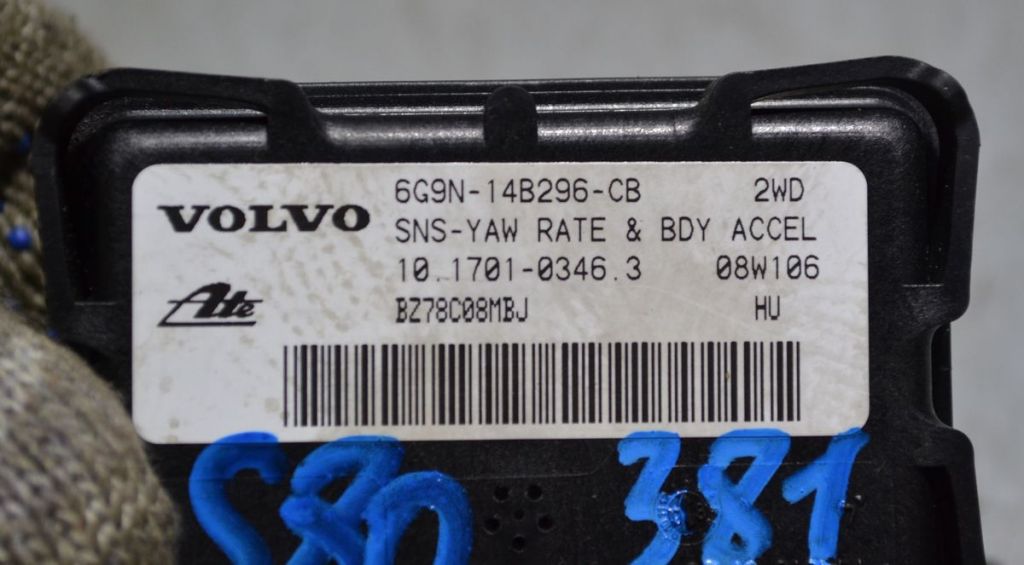 VOLVO
6G9N-14B296-CB 2WD
SNS-YAW RATE & BDY ACCEL
10.1701-0346.3 08W106
Ate
BZ78C08MBJ HU
S80 381